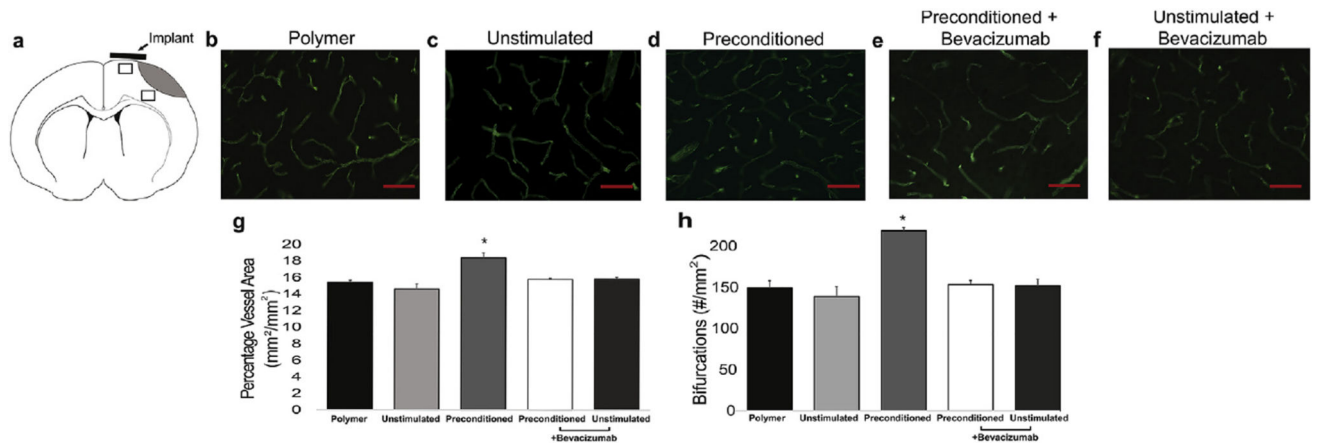 a
Implant
b
Polymer
c
Unstimulated
d
Preconditioned
e
Preconditioned +
Bevacizumab
f
Unstimulated +
Bevacizumab
g
Percentage Vessel Area
(mm²/mm²)
20
18
16
14
12
10
8
6
4
2
0
Polymer
Unstimulated
Preconditioned
Preconditioned
Unstimulated
+Bevacizumab
*
h
Bifurcations (#/mm²)
200
150
100
50
0
Polymer
Unstimulated
Preconditioned
Preconditioned
Unstimulated
+Bevacizumab
*